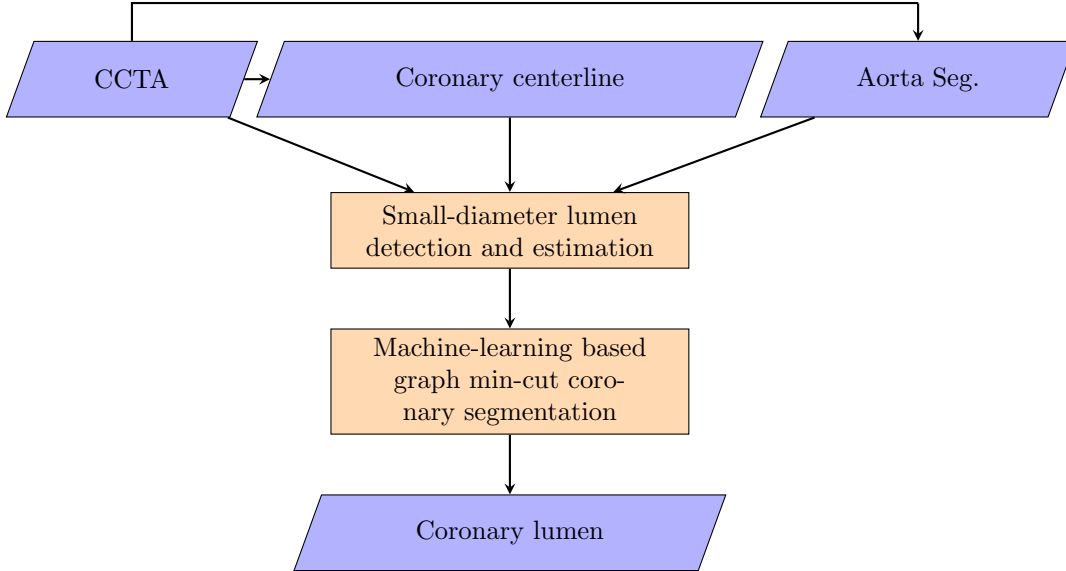 CCTA
Coronary centerline
Aorta Seg.
Small-diameter lumen
detection and estimation
Machine-learning based
graph min-cut coro-
nary segmentation
Coronary lumen